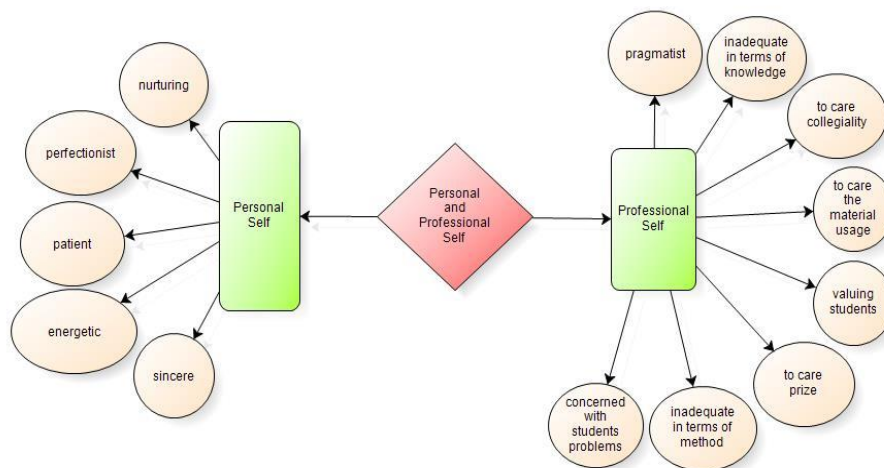 nurturing
perfectionist
patient
energetic
sincere
Personal
Self
Personal
and
Professional
Self
Professional
Self
pragmatist
inadequate
in terms of
knowledge
to care
collegiality
to care
the
material
usage
valuing
students
to care
prize
inadequate
in terms of
method
concerned
with
students
problems